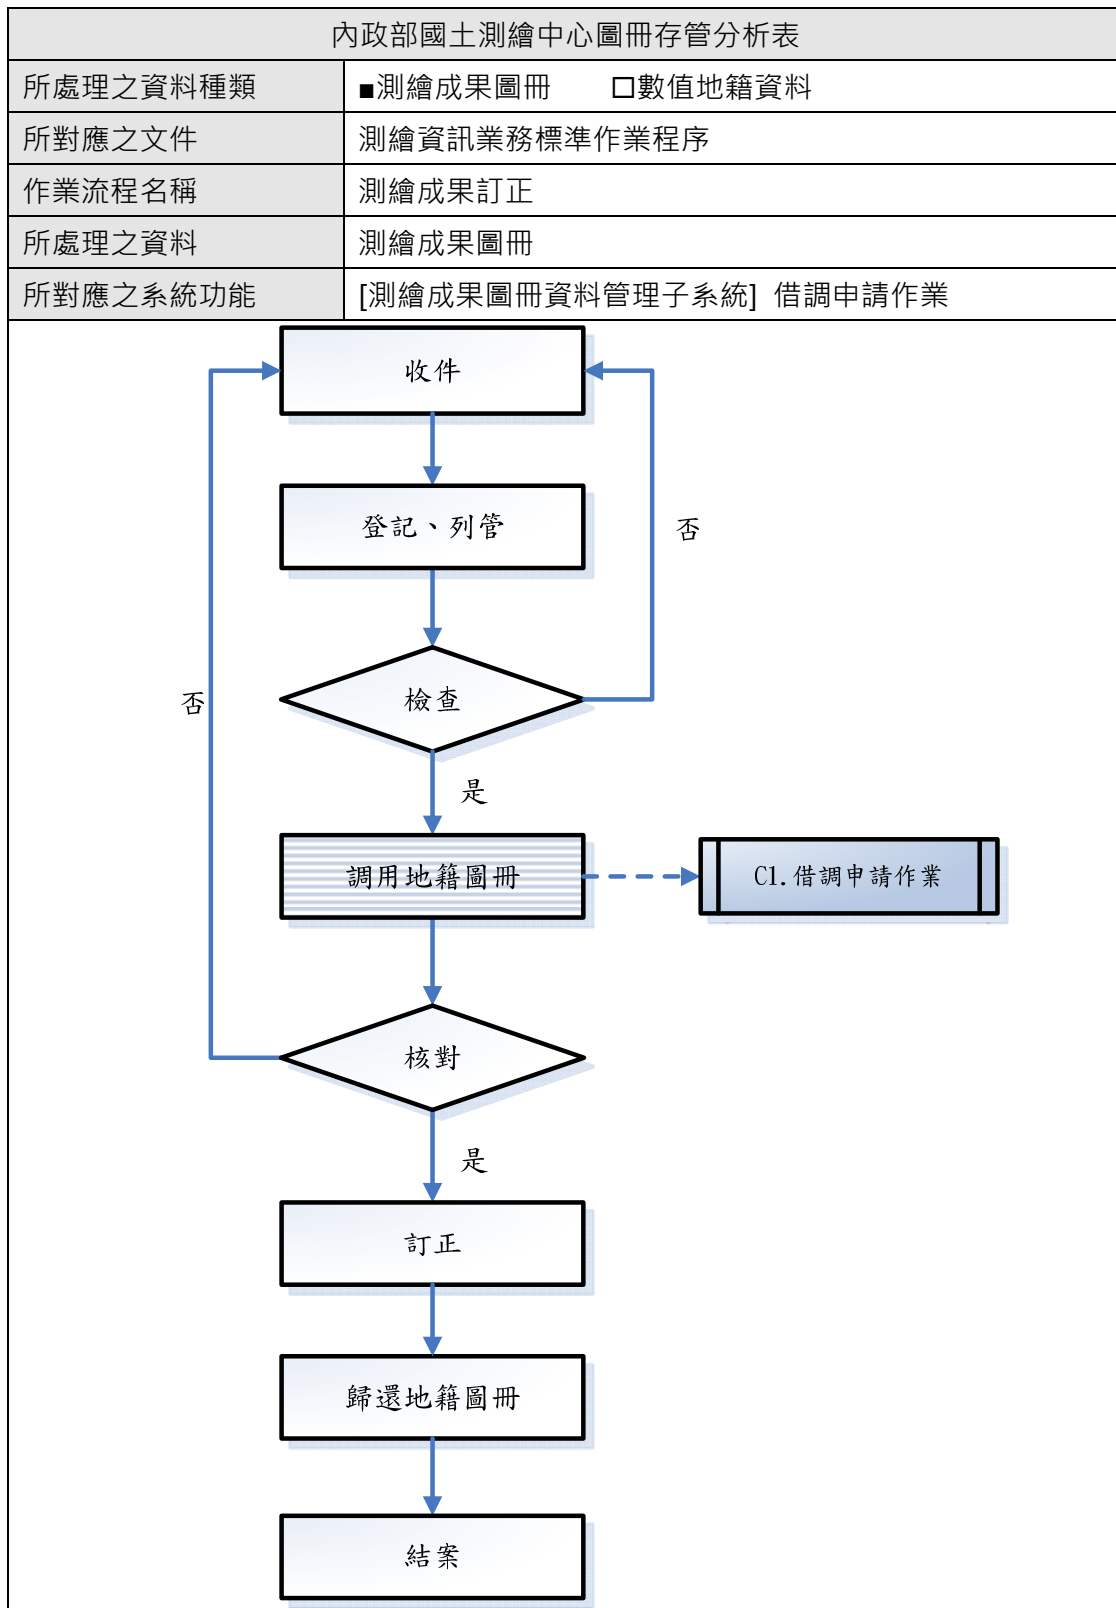 內政部國土測繪中心圖冊存管分析表
所處理之資料種類 ■測繪成果圖冊 □數值地籍資料
所對應之文件 測繪資訊業務標準作業程序
作業流程名稱 測繪成果訂正
所處理之資料 測繪成果圖冊
所對應之系統功能 [測繪成果圖冊資料管理子系統] 借調申請作業
收件
登記、列管
否
檢查
否
是
調用地籍圖冊
C1.借調申請作業
核對
是
訂正
歸還地籍圖冊
結案